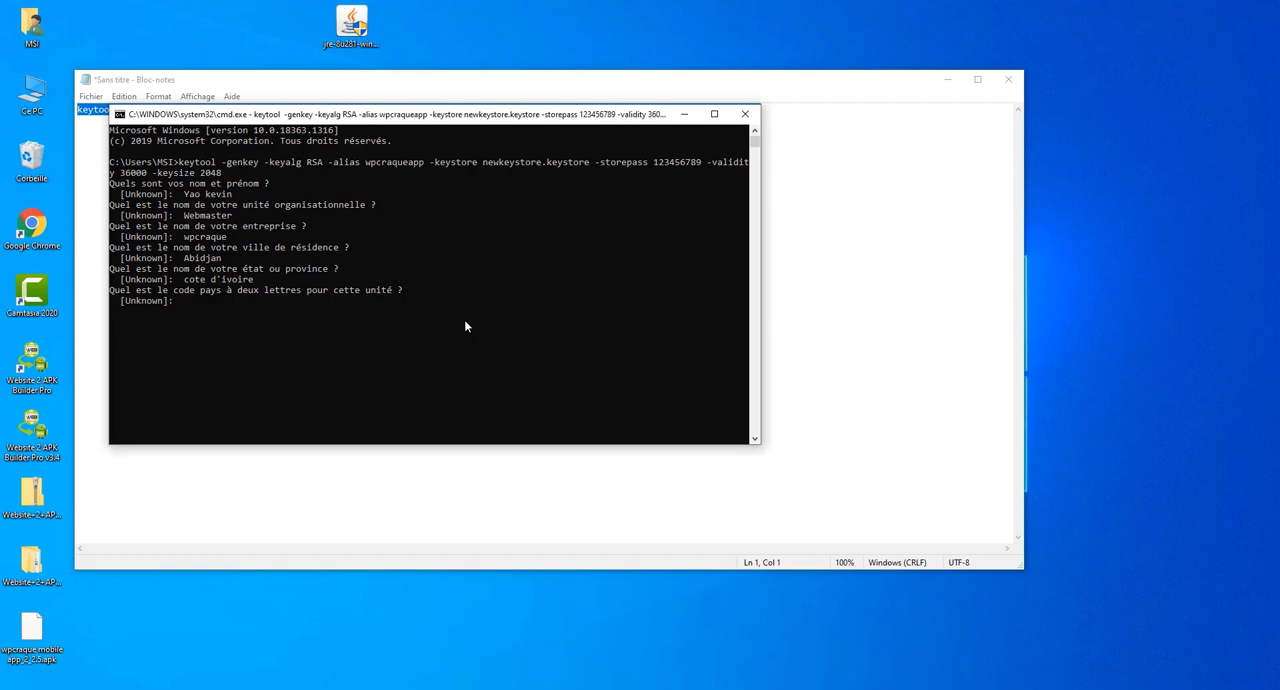 MSI
jre-8u281-win...
Ce PC
Corbeille
Google Chrome
Camtasia 2020
Website 2 APK
Builder Pro
Website 2 APK
Builder Pro v3.4
Website+2+AP...
Website+2+AP...
wpcraque mobile
app_2_2.5.apk
*Sans titre - Bloc-notes
Fichier Edition Format Affichage Aide
keytoo
C:\WINDOWS\system32\cmd.exe - keytool -genkey -keyalg RSA -alias wpcraqueapp -keystore newkeystore.keystore -storepass 123456789 -validity 360...
Microsoft Windows [version 10.0.18363.1316]
(c) 2019 Microsoft Corporation. Tous droits réservés.
C:\Users\MSI>keytool -genkey -keyalg RSA -alias wpcraqueapp -keystore newkeystore.keystore -storepass 123456789 -validit
y 36000 -keysize 2048
Quels sont vos nom et prénom ?
[Unknown]: Yao kevin
Quel est le nom de votre unité organisationnelle ?
[Unknown]: Webmaster
Quel est le nom de votre entreprise ?
[Unknown]: wpcraque
Quel est le nom de votre ville de résidence ?
[Unknown]: Abidjan
Quel est le nom de votre état ou province ?
[Unknown]: cote d'ivoire
Quel est le code pays à deux lettres pour cette unité ?
[Unknown]:
Ln 1, Col 1 100% Windows (CRLF) UTF-8